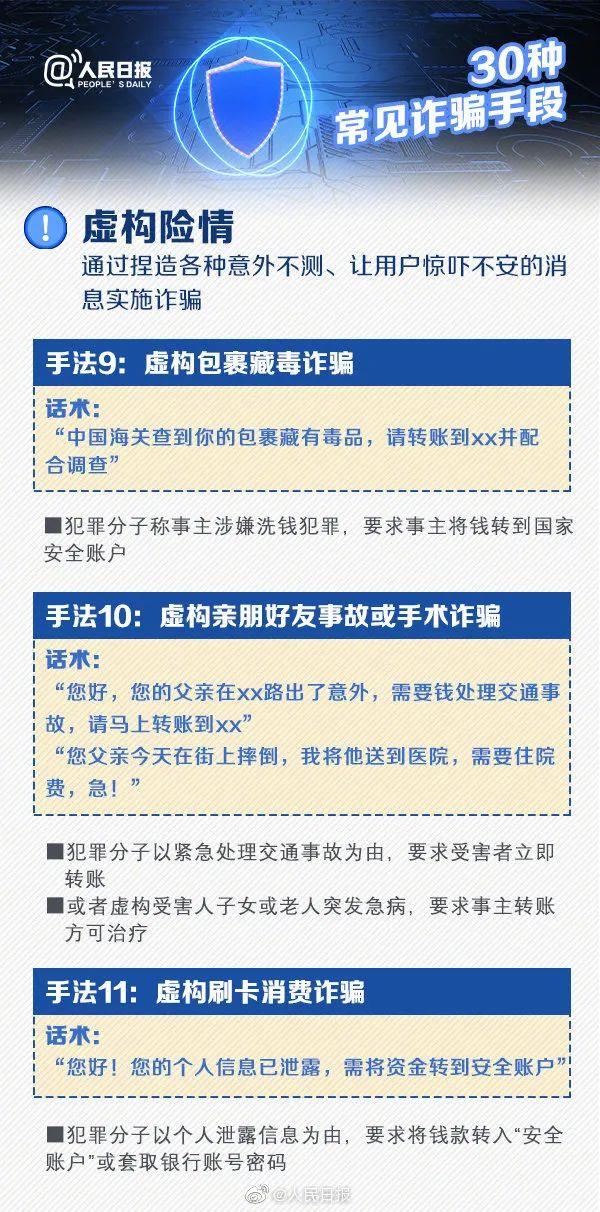 @人民日报
PEOPLE'S DAILY
30种
常见诈骗手段
!
虚构险情
通过捏造各种意外不测、让用户惊吓不安的消
息实施诈骗
手法9：虚构包裹藏毒诈骗
话术：
“中国海关查到你的包裹藏有毒品，请转账到xx并配
合调查”
■犯罪分子称事主涉嫌洗钱犯罪，要求事主将钱转到国家
安全账户
手法10：虚构亲朋好友事故或手术诈骗
话术：
“您好，您的父亲在xx路出了意外，需要钱处理交通事
故，请马上转账到xx”
“您父亲今天在街上摔倒，我将他送到医院，需要住院
费，急！”
■犯罪分子以紧急处理交通事故为由，要求受害者立即
转账
■或者虚构受害人子女或老人突发急病，要求事主转账
方可治疗
手法11：虚构刷卡消费诈骗
话术：
“您好！您的个人信息已泄露，需将资金转到安全账户”
■犯罪分子以个人泄露信息为由，要求将钱款转入“安全
账户”或套取银行账号密码
@人民日报